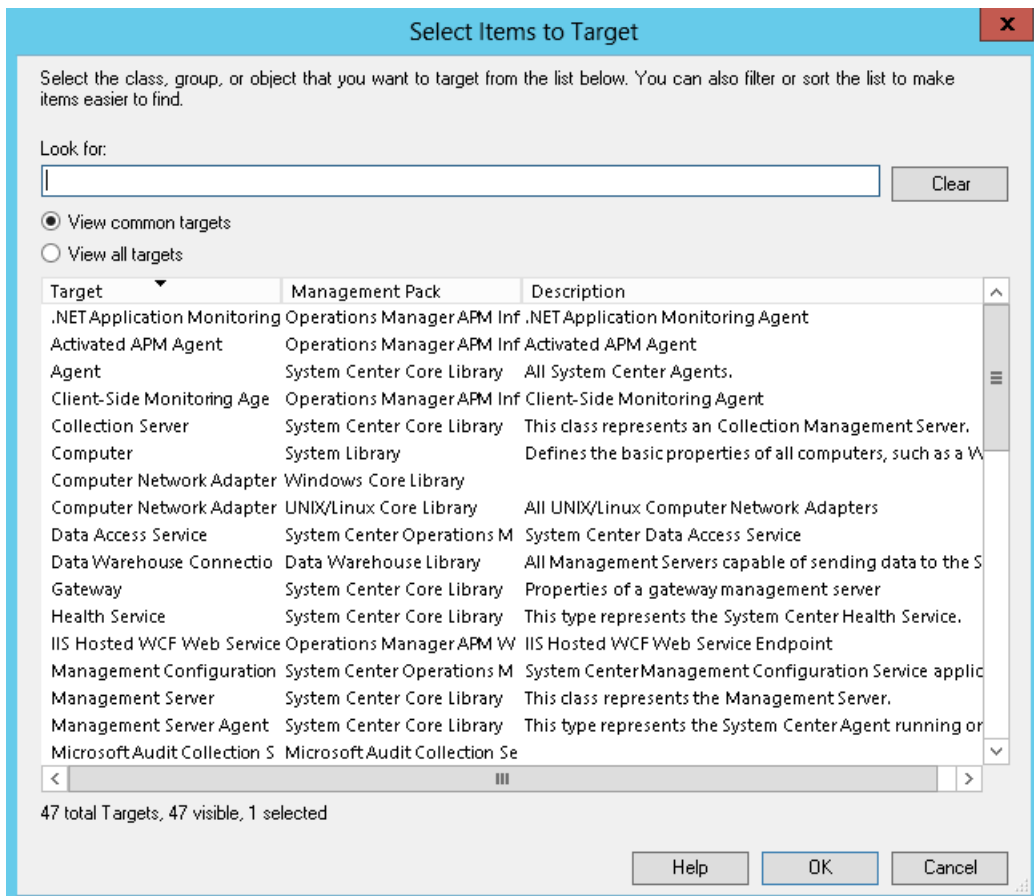 Select Items to Target
x
Select the class, group, or object that you want to target from the list below. You can also filter or sort the list to make
items easier to find.
Look for:
Clear
View common targets
View all targets
Target Management Pack Description
.NET Application Monitoring Operations Manager APM Inf .NET Application Monitoring Agent
Activated APM Agent Operations Manager APM Inf Activated APM Agent
Agent System Center Core Library All System Center Agents.
Client-Side Monitoring Age Operations Manager APM Inf Client-Side Monitoring Agent
Collection Server System Center Core Library This class represents an Collection Management Server.
Computer System Library Defines the basic properties of all computers, such as a W
Computer Network Adapter Windows Core Library
Computer Network Adapter UNIX/Linux Core Library All UNIX/Linux Computer Network Adapters
Data Access Service System Center Operations M System Center Data Access Service
Data Warehouse Connectio Data Warehouse Library All Management Servers capable of sending data to the S
Gateway System Center Core Library Properties of a gateway management server
Health Service System Center Core Library This type represents the System Center Health Service.
IIS Hosted WCF Web Service Operations Manager APM W IIS Hosted WCF Web Service Endpoint
Management Configuration System Center Operations M System Center Management Configuration Service applic
Management Server System Center Core Library This class represents the Management Server.
Management Server Agent System Center Core Library This type represents the System Center Agent running or
Microsoft Audit Collection S Microsoft Audit Collection Se
47 total Targets, 47 visible, 1 selected
Help OK Cancel